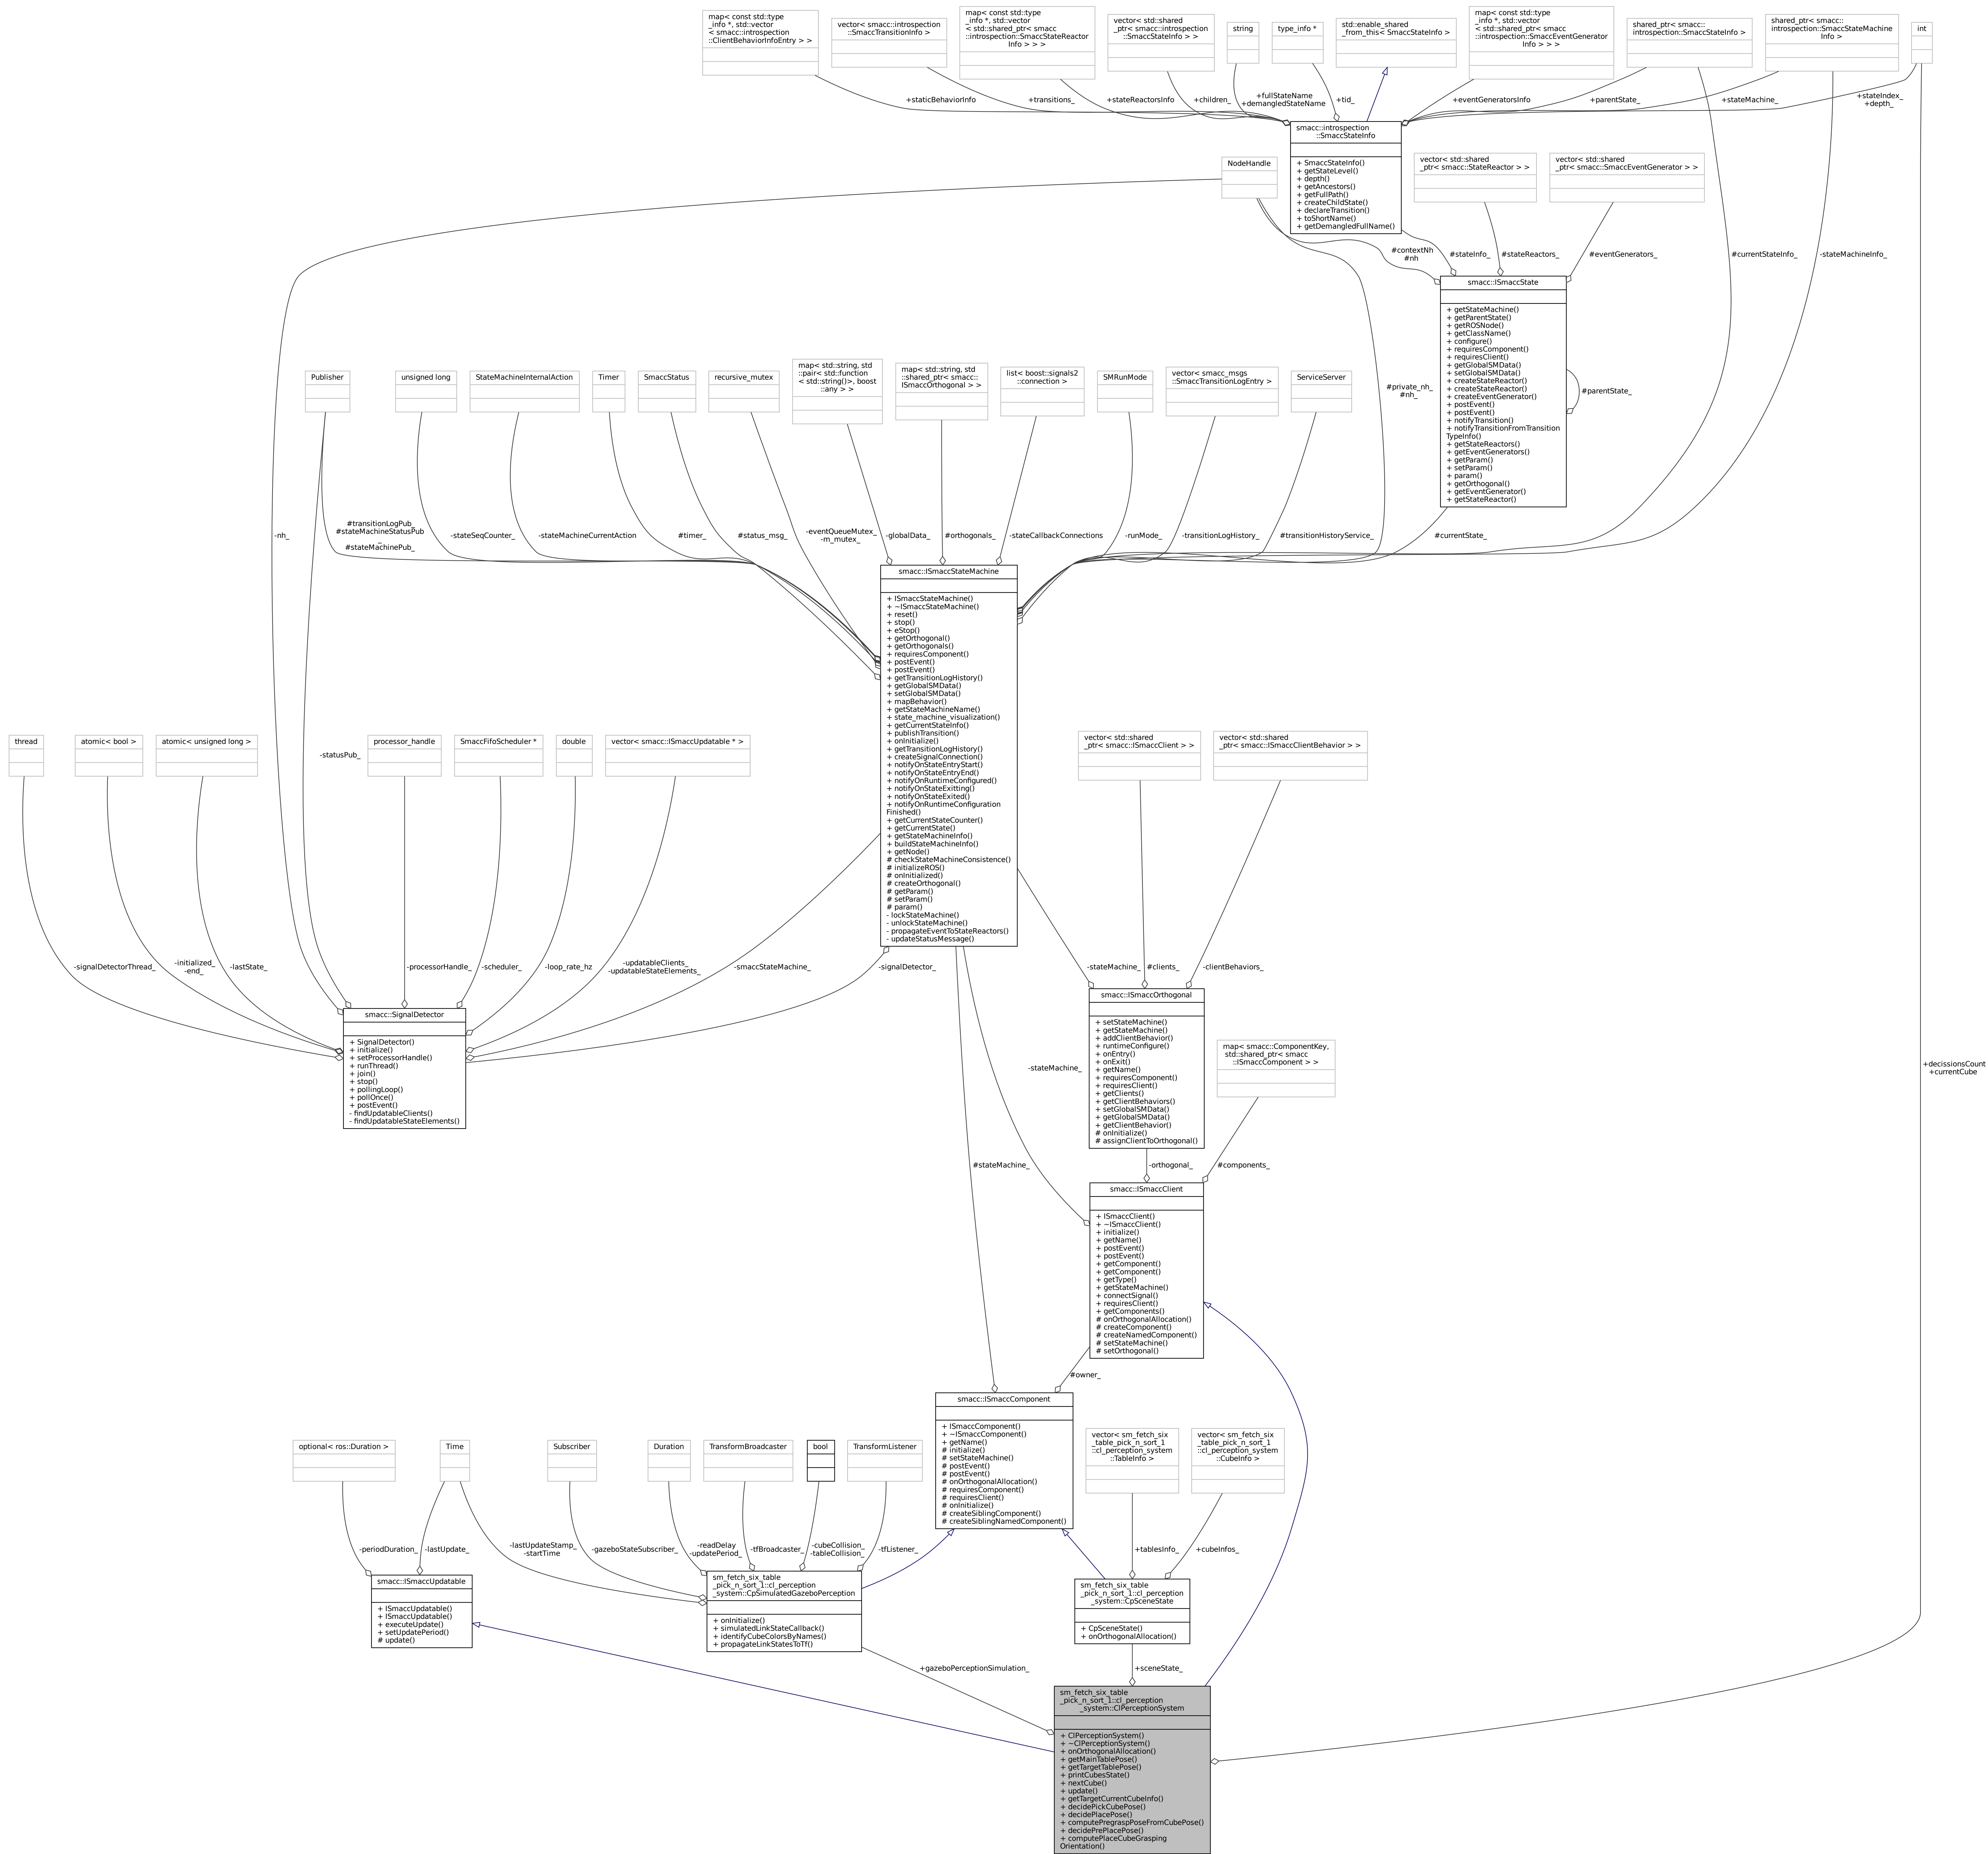 map< const std::type
_info *, std::vector
< smacc::introspection
::ClientBehaviorInfoEntry > >
vector< smacc::introspection
::SmaccTransitionInfo >
map< const std::type
_info *, std::vector
< std::shared_ptr< smacc
::introspection::SmaccStateReactor
Info > > >
vector< std::shared
_ptr< smacc::introspection
::SmaccStateInfo > >
string
type_info *
std::enable_shared
_from_this< SmaccStateInfo >
map< const std::type
_info *, std::vector
< std::shared_ptr< smacc
::introspection::SmaccEventGenerator
Info > > >
shared_ptr< smacc::
introspection::SmaccStateInfo >
shared_ptr< smacc::
introspection::SmaccStateMachine
Info >
int
+staticBehaviorInfo
+transitions_
+stateReactorsInfo
+children_
+fullStateName
+demangledStateName
+tid_
+eventGeneratorsInfo
+parentState_
+stateMachine_
+stateIndex_
+depth_
smacc::introspection
::SmaccStateInfo
+ SmaccStateInfo()
+ getStateLevel()
+ depth()
+ getAncestors()
+ getFullPath()
+ createChildState()
+ declareTransition()
+ toShortName()
+ getDemangledFullName()
NodeHandle
vector< std::shared
_ptr< smacc::StateReactor > >
vector< std::shared
_ptr< smacc::SmaccEventGenerator > >
#contextNh
#nh
#stateInfo_
#stateReactors_
#eventGenerators_
#currentStateInfo_
-stateMachineInfo_
smacc::ISmaccState
+ getStateMachine()
+ getParentState()
+ getROSNode()
+ getClassName()
+ configure()
+ requiresComponent()
+ requiresClient()
+ getGlobalSMData()
+ setGlobalSMData()
+ createStateReactor()
+ createStateReactor()
+ createEventGenerator()
+ postEvent()
+ postEvent()
+ notifyTransition()
+ notifyTransitionFromTransition
TypeInfo()
+ getStateReactors()
+ getEventGenerators()
+ getParam()
+ setParam()
+ param()
+ getOrthogonal()
+ getEventGenerator()
+ getStateReactor()
#parentState_
Publisher
unsigned long
StateMachineInternalAction
Timer
SmaccStatus
recursive_mutex
map< std::string, std
::pair< std::function
< std::string()>, boost
::any > >
map< std::string, std
::shared_ptr< smacc::
ISmaccOrthogonal > >
list< boost::signals2
::connection >
SMRunMode
vector< smacc_msgs
::SmaccTransitionLogEntry >
ServiceServer
#private_nh_
#nh_
-nh_
#transitionLogPub_
#stateMachineStatusPub
_
#stateMachinePub_
-stateSeqCounter_
-stateMachineCurrentAction
#timer_
#status_msg_
-eventQueueMutex_
-m_mutex_
-globalData_
#orthogonals_
-stateCallbackConnections
-runMode_
-transitionLogHistory_
#transitionHistoryService_
#currentState_
smacc::ISmaccStateMachine
+ ISmaccStateMachine()
+ ~ISmaccStateMachine()
+ reset()
+ stop()
+ eStop()
+ getOrthogonal()
+ getOrthogonals()
+ requiresComponent()
+ postEvent()
+ postEvent()
+ getTransitionLogHistory()
+ getGlobalSMData()
+ setGlobalSMData()
+ mapBehavior()
+ getStateMachineName()
+ state_machine_visualization()
+ getCurrentStateInfo()
+ publishTransition()
+ onInitialize()
+ getTransitionLogHistory()
+ createSignalConnection()
+ notifyOnStateEntryStart()
+ notifyOnStateEntryEnd()
+ notifyOnRuntimeConfigured()
+ notifyOnStateExitting()
+ notifyOnStateExited()
+ notifyOnRuntimeConfiguration
Finished()
+ getCurrentStateCounter()
+ getCurrentState()
+ getStateMachineInfo()
+ buildStateMachineInfo()
+ getNode()
# checkStateMachineConsistence()
# initializeROS()
# onInitialized()
# createOrthogonal()
# getParam()
# setParam()
# param()
- lockStateMachine()
- unlockStateMachine()
- propagateEventToStateReactors()
- updateStatusMessage()
thread
atomic< bool >
atomic< unsigned long >
-statusPub_
processor_handle
SmaccFifoScheduler *
double
vector< smacc::ISmaccUpdatable * >
vector< std::shared
_ptr< smacc::ISmaccClient > >
vector< std::shared
_ptr< smacc::ISmaccClientBehavior > >
-signalDetectorThread_
-initialized_
-end_
-lastState_
-processorHandle_
-scheduler_
-loop_rate_hz
-updatableClients_
-updatableStateElements_
-smaccStateMachine_
-signalDetector_
-stateMachine_
#clients_
-clientBehaviors_
smacc::SignalDetector
+ SignalDetector()
+ initialize()
+ setProcessorHandle()
+ runThread()
+ join()
+ stop()
+ pollingLoop()
+ pollOnce()
+ postEvent()
- findUpdatableClients()
- findUpdatableStateElements()
smacc::ISmaccOrthogonal
+ setStateMachine()
+ getStateMachine()
+ addClientBehavior()
+ runtimeConfigure()
+ onEntry()
+ onExit()
+ getName()
+ requiresComponent()
+ requiresClient()
+ getClients()
+ getClientBehaviors()
+ setGlobalSMData()
+ getGlobalSMData()
+ getClientBehavior()
# onInitialize()
# assignClientToOrthogonal()
map< smacc::ComponentKey,
std::shared_ptr< smacc
::ISmaccComponent > >
+decissionsCount
+currentCube
-stateMachine_
#stateMachine_
-orthogonal_
#components_
smacc::ISmaccClient
+ ISmaccClient()
+ ~ISmaccClient()
+ initialize()
+ getName()
+ postEvent()
+ postEvent()
+ getComponent()
+ getComponent()
+ getType()
+ getStateMachine()
+ connectSignal()
+ requiresClient()
+ getComponents()
# onOrthogonalAllocation()
# createComponent()
# createNamedComponent()
# setStateMachine()
# setOrthogonal()
#owner_
smacc::ISmaccComponent
+ ISmaccComponent()
+ ~ISmaccComponent()
+ getName()
# initialize()
# setStateMachine()
# postEvent()
# postEvent()
# onOrthogonalAllocation()
# requiresComponent()
# requiresClient()
# onInitialize()
# createSiblingComponent()
# createSiblingNamedComponent()
optional< ros::Duration >
Time
Subscriber
Duration
TransformBroadcaster
bool
TransformListener
vector< sm_fetch_six
_table_pick_n_sort_1
::cl_perception_system
::TableInfo >
vector< sm_fetch_six
_table_pick_n_sort_1
::cl_perception_system
::CubeInfo >
-periodDuration_
-lastUpdate_
-lastUpdateStamp_
-startTime
-gazeboStateSubscriber_
-readDelay
-updatePeriod_
-tfBroadcaster_
-cubeCollision_
-tableCollision_
-tfListener_
+tablesInfo_
+cubeInfos_
smacc::ISmaccUpdatable
+ ISmaccUpdatable()
+ ISmaccUpdatable()
+ executeUpdate()
+ setUpdatePeriod()
# update()
sm_fetch_six_table
_pick_n_sort_1::cl_perception
_system::CpSimulatedGazeboPerception
+ onInitialize()
+ simulatedLinkStateCallback()
+ identifyCubeColorsByNames()
+ propagateLinkStatesToTf()
sm_fetch_six_table
_pick_n_sort_1::cl_perception
_system::CpSceneState
+ CpSceneState()
+ onOrthogonalAllocation()
+gazeboPerceptionSimulation_
+sceneState_
sm_fetch_six_table
_pick_n_sort_1::cl_perception
_system::ClPerceptionSystem
+ ClPerceptionSystem()
+ ~ClPerceptionSystem()
+ onOrthogonalAllocation()
+ getMainTablePose()
+ getTargetTablePose()
+ printCubesState()
+ nextCube()
+ update()
+ getTargetCurrentCubeInfo()
+ decidePickCubePose()
+ decidePlacePose()
+ computePregraspPoseFromCubePose()
+ decidePrePlacePose()
+ computePlaceCubeGrasping
Orientation()